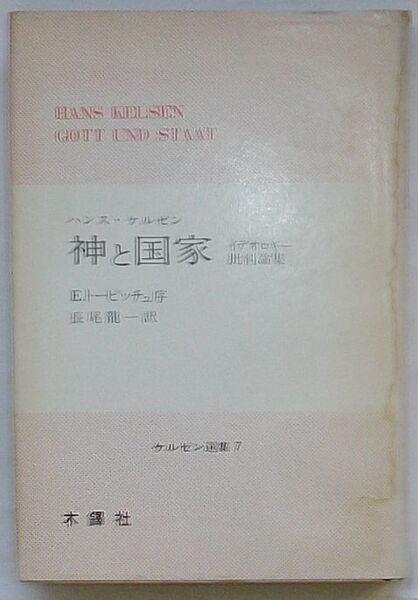 HANS KELSEN
GOTT UND STAAT
ハンス・ケルゼン
神と国家
イデオロギー
批判論集
E.トーピッチュ序
長尾龍一訳
ケルゼン選集7
木鐸社